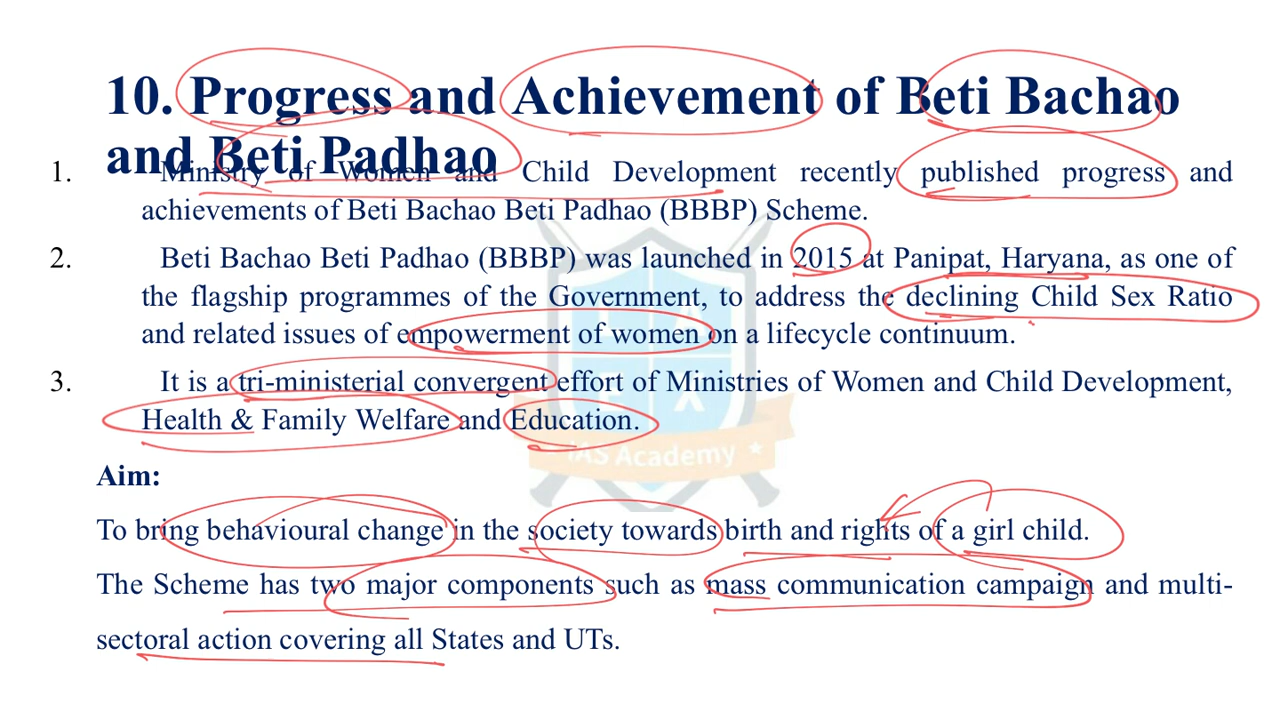 10. Progress and Achievement of Beti Bachao
and Beti Padhao
1. Ministry of Women and Child Development recently published progress and
achievements of Beti Bachao Beti Padhao (BBBP) Scheme.
2. Beti Bachao Beti Padhao (BBBP) was launched in 2015 at Panipat, Haryana, as one of
the flagship programmes of the Government, to address the declining Child Sex Ratio
and related issues of empowerment of women on a lifecycle continuum.
3. It is a tri-ministerial convergent effort of Ministries of Women and Child Development,
Health & Family Welfare and Education.
IAS Academy
Aim:
To bring behavioural change in the society towards birth and rights of a girl child.
The Scheme has two major components such as mass communication campaign and multi-
sectoral action covering all States and UTs.